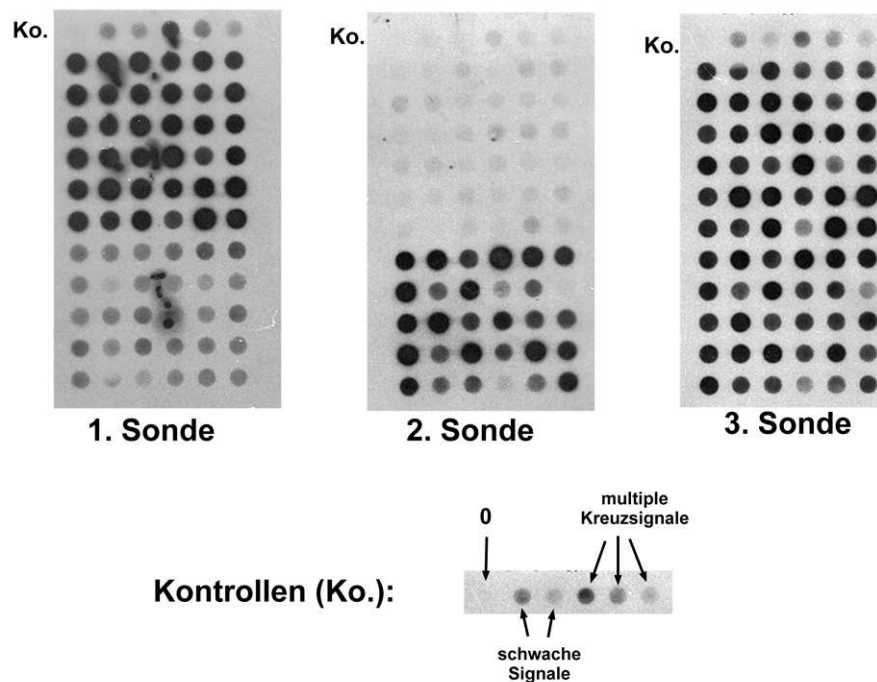 Ko.
Ko.
Ko.
1. Sonde
2. Sonde
3. Sonde
0
multiple
Kreuzsignale
Kontrollen (Ko.):
schwache
Signale